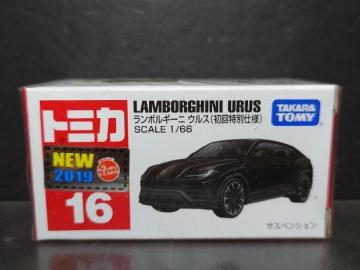 LAMBORGHINI URUS
ランボルギーニ ウルス(初回特別仕様)
SCALE 1/66
TAKARA
TOMY
トミカ
NEW
2019
16
サスペンション